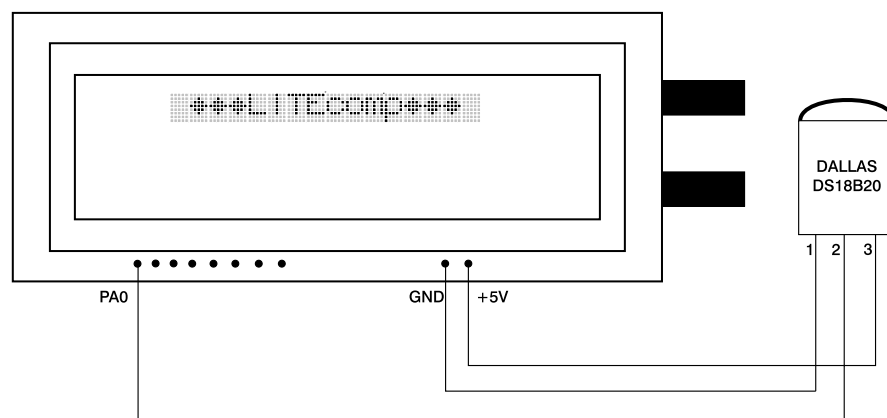 ***LITEcomp***
DALLAS
DS18B20
1 2 3
PA0 GND +5V